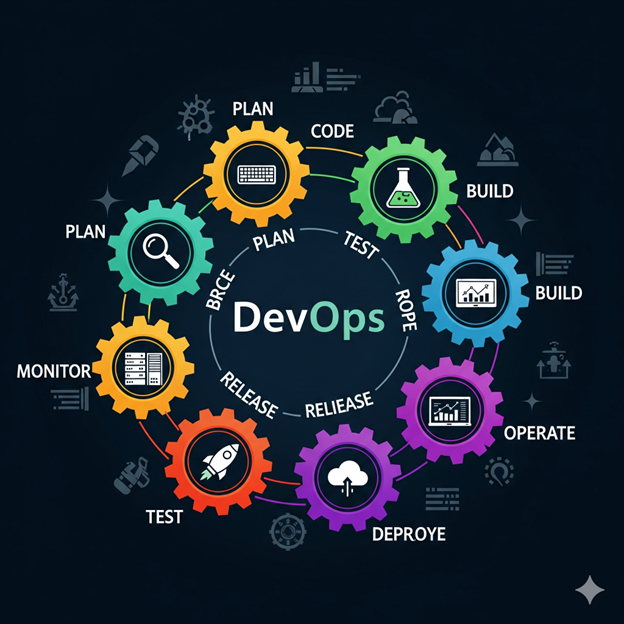 PLAN
CODE
BUILD
PLAN
PLAN
TEST
BRCE
ROPE
DevOps
BUILD
MONITOR
RELEASE
RELIEASE
OPERATE
TEST
DEPROYE